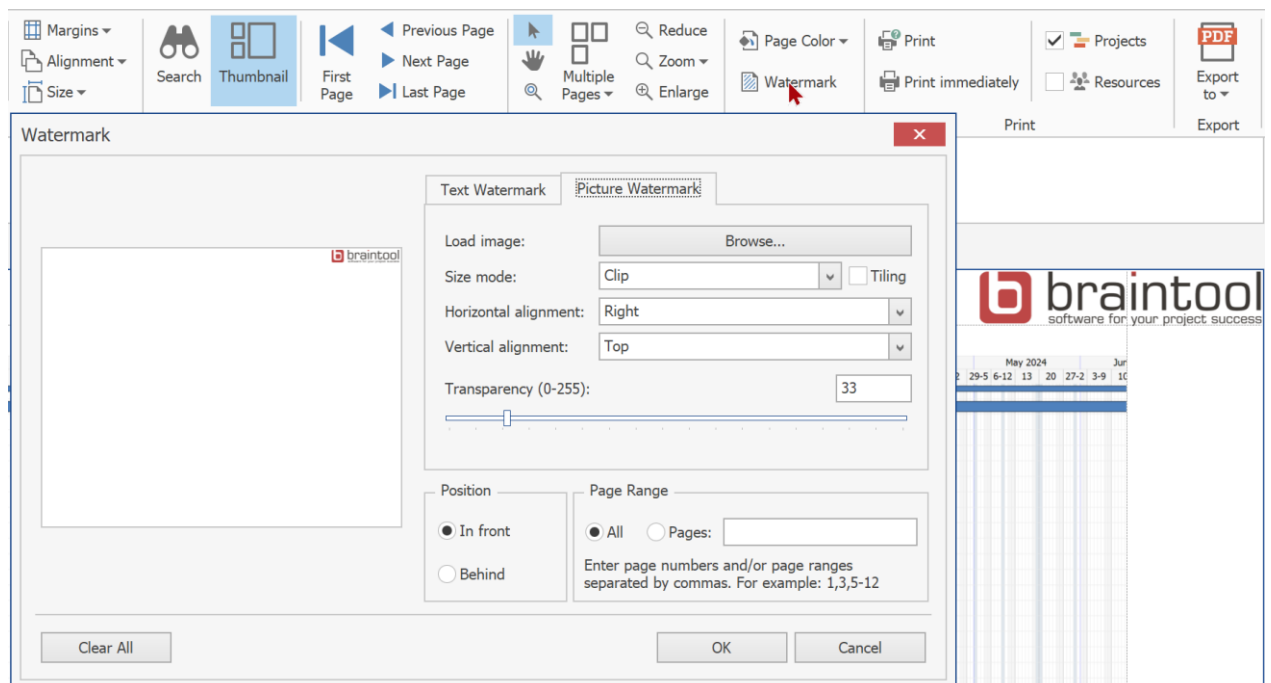 Margins
Alignment
Size
Search
Thumbnail
First
Page
Previous Page
Next Page
Last Page
Multiple
Pages
Reduce
Zoom
Enlarge
Page Color
Watermark
Print
Print immediately
Projects
Resources
Print
PDF
Export
to
Export
Watermark
braintool
Text Watermark
Picture Watermark
Load image:
Browse...
Size mode:
Clip
Tiling
Horizontal alignment:
Right
Vertical alignment:
Top
Transparency (0-255):
33
Position
In front
Behind
Page Range
All
Pages:
Enter page numbers and/or page ranges
separated by commas. For example: 1,3,5-12
Clear All
OK
Cancel
b braintool
software for your project success
May 2024
29-5 6-12 13 20 27-2 3-9